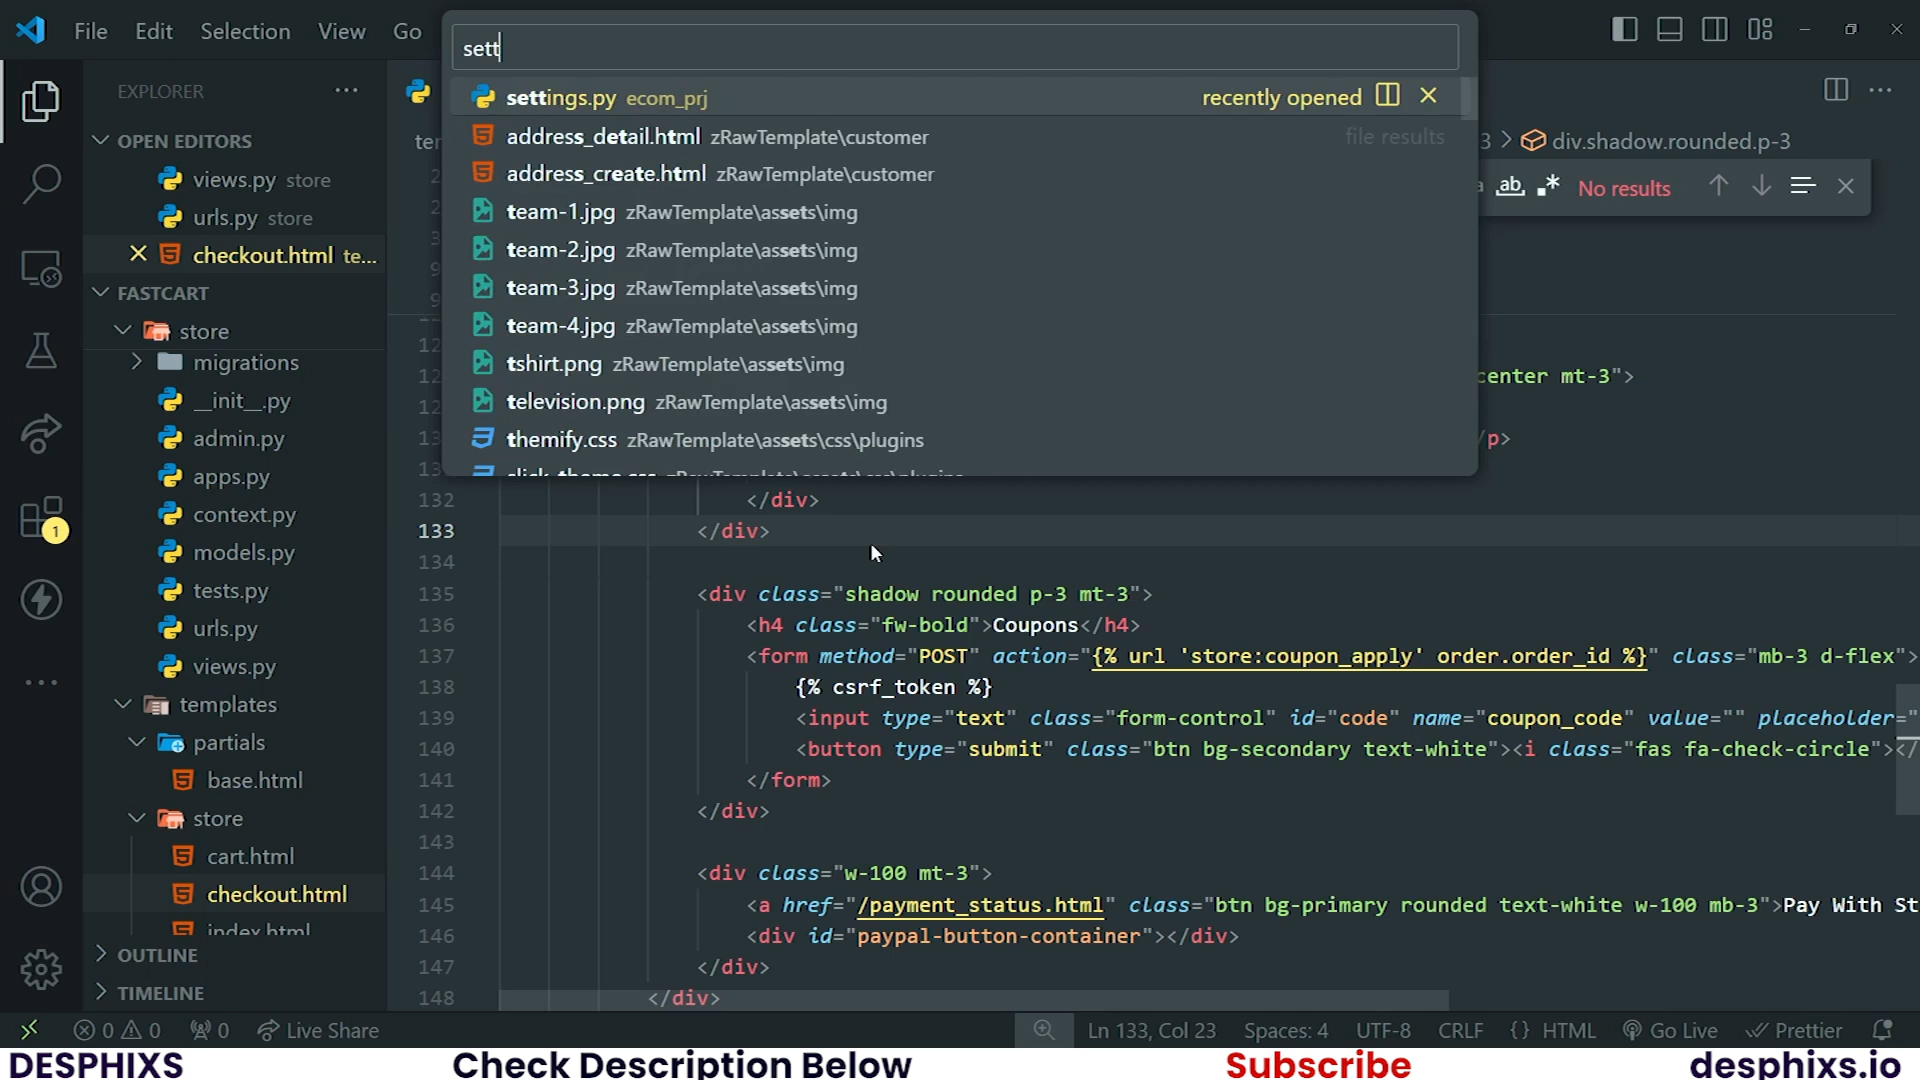 File Edit Selection View Go
sett
settings.py ecom_prj recently opened
address_detail.html zRawTemplate\customer file results
address_create.html zRawTemplate\customer
team-1.jpg zRawTemplate\assets\img
team-2.jpg zRawTemplate\assets\img
team-3.jpg zRawTemplate\assets\img
team-4.jpg zRawTemplate\assets\img
tshirt.png zRawTemplate\assets\img
television.png zRawTemplate\assets\img
themify.css zRawTemplate\assets\css\plugins
EXPLORER
OPEN EDITORS
views.py store
urls.py store
checkout.html te...
FASTCART
store
migrations
__init__.py
admin.py
apps.py
context.py
models.py
tests.py
urls.py
views.py
templates
partials
base.html
store
cart.html
checkout.html
index.html
OUTLINE
TIMELINE
1
div.shadow.rounded.p-3
ab No results
center mt-3">
/p>
132 </div>
133 </div>
134
135 <div class="shadow rounded p-3 mt-3">
136 <h4 class="fw-bold">Coupons</h4>
137 <form method="POST" action="{% url 'store:coupon_apply' order.order_id %}" class="mb-3 d-flex">
138 {% csrf_token %}
139 <input type="text" class="form-control" id="code" name="coupon_code" value="" placeholder="
140 <button type="submit" class="btn bg-secondary text-white"><i class="fas fa-check-circle"></
141 </form>
142 </div>
143
144 <div class="w-100 mt-3">
145 <a href="/payment_status.html" class="btn bg-primary rounded text-white w-100 mb-3">Pay With St
146 <div id="paypal-button-container"></div>
147 </div>
148 </div>
0 0 0 Live Share Ln 133, Col 23 Spaces: 4 UTF-8 CRLF {} HTML Go Live Prettier
DESPHIXS Check Description Below Subscribe desphixs.io